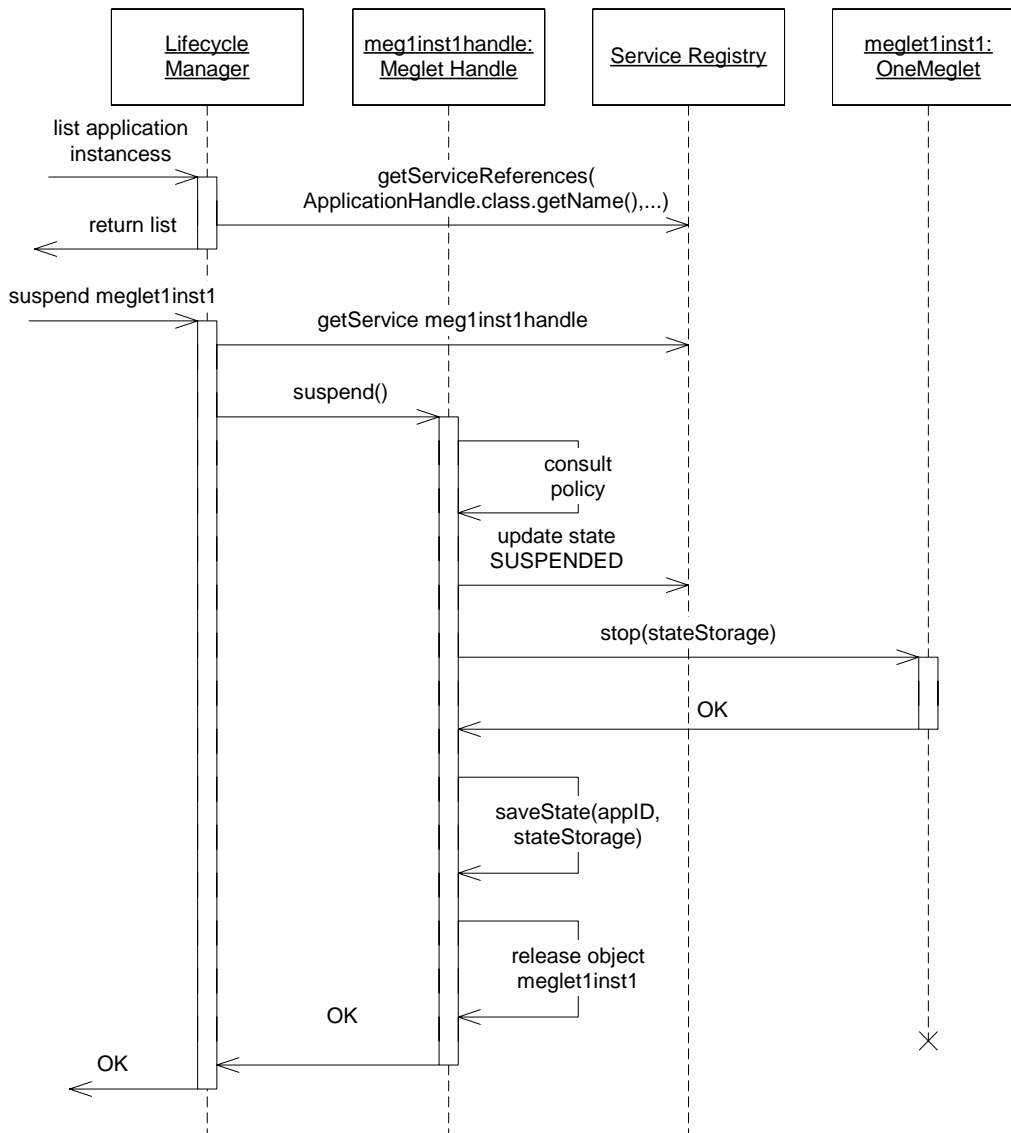 Lifecycle
Manager
meg1inst1handle:
Meglet Handle
Service Registry
meglet1inst1:
OneMeglet
list application
instancess
getServiceReferences(
ApplicationHandle.class.getName(),...)
return list
suspend meglet1inst1
getService meg1inst1handle
suspend()
consult
policy
update state
SUSPENDED
stop(stateStorage)
OK
saveState(appID,
stateStorage)
release object
meglet1inst1
OK
OK